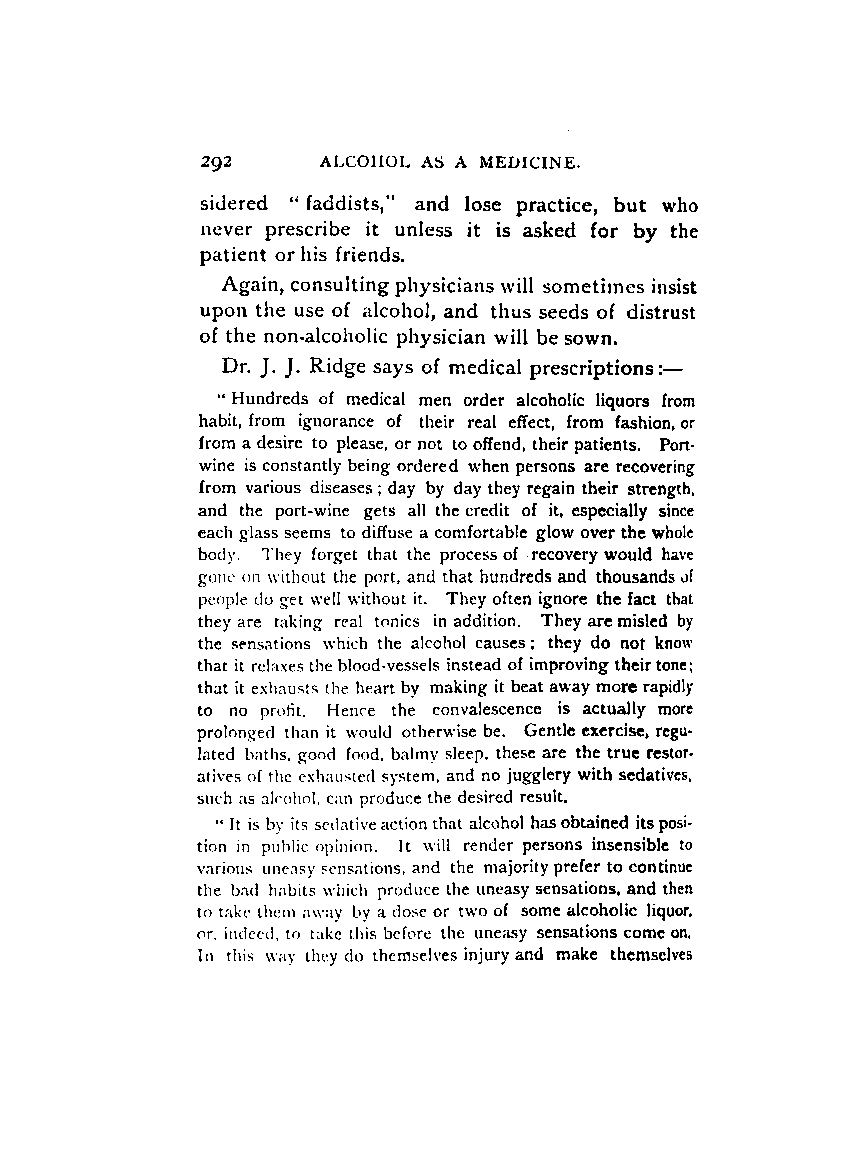 292 ALCOHOL AS A MEDICINE.
sidered “ faddists,” and lose practice, but who
never prescribe it unless it is asked for by the
patient or his friends.
Again, consulting physicians will sometimes insist
upon the use of alcohol, and thus seeds of distrust
of the non-alcoholic physician will be sown.
Dr. J. J. Ridge says of medical prescriptions :—
“ Hundreds of medical men order alcoholic liquors from
habit, from ignorance of their real effect, from fashion, or
from a desire to please, or not to offend, their patients. Port-
wine is constantly being ordered when persons are recovering
from various diseases ; day by day they regain their strength,
and the port-wine gets all the credit of it, especially since
each glass seems to diffuse a comfortable glow over the whole
body. They forget that the process of recovery would have
gone on without the port, and that hundreds and thousands of
people do get well without it. They often ignore the fact that
they are taking real tonics in addition. They are misled by
the sensations which the alcohol causes ; they do not know
that it relaxes the blood-vessels instead of improving their tone;
that it exhausts the heart by making it beat away more rapidly
to no profit. Hence the convalescence is actually more
prolonged than it would otherwise be. Gentle exercise, regu-
lated baths, good food, balmy sleep, these are the true restor-
atives of the exhausted system, and no jugglery with sedatives,
such as alcohol, can produce the desired result.
“ It is by its sedative action that alcohol has obtained its posi-
tion in public opinion. It will render persons insensible to
various uneasy sensations, and the majority prefer to continue
the bad habits which produce the uneasy sensations, and then
to take them away by a dose or two of some alcoholic liquor,
or, indeed, to take this before the uneasy sensations come on.
In this way they do themselves injury and make themselves